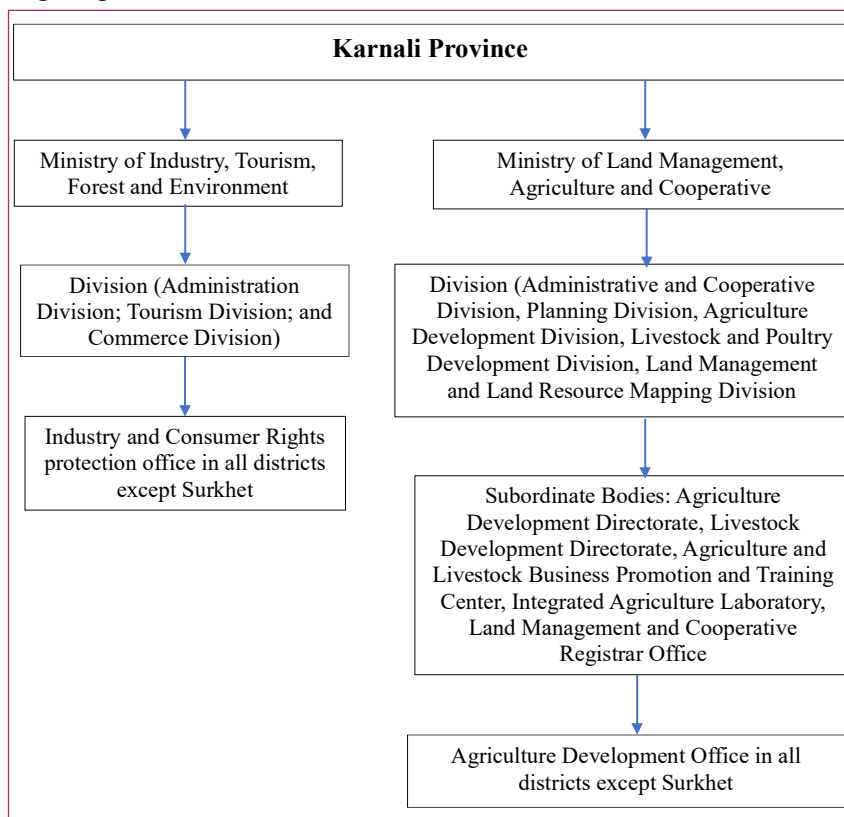 Karnali Province
Ministry of Industry, Tourism,
Forest and Environment
Ministry of Land Management,
Agriculture and Cooperative
Division (Administration
Division; Tourism Division; and
Commerce Division)
Division (Administrative and Cooperative
Division, Planning Division, Agriculture
Development Division, Livestock and Poultry
Development Division, Land Management
and Land Resource Mapping Division
Industry and Consumer Rights
protection office in all districts
except Surkhet
Subordinate Bodies: Agriculture
Development Directorate, Livestock
Development Directorate, Agriculture and
Livestock Business Promotion and Training
Center, Integrated Agriculture Laboratory,
Land Management and Cooperative
Registrar Office
Agriculture Development Office in all
districts except Surkhet